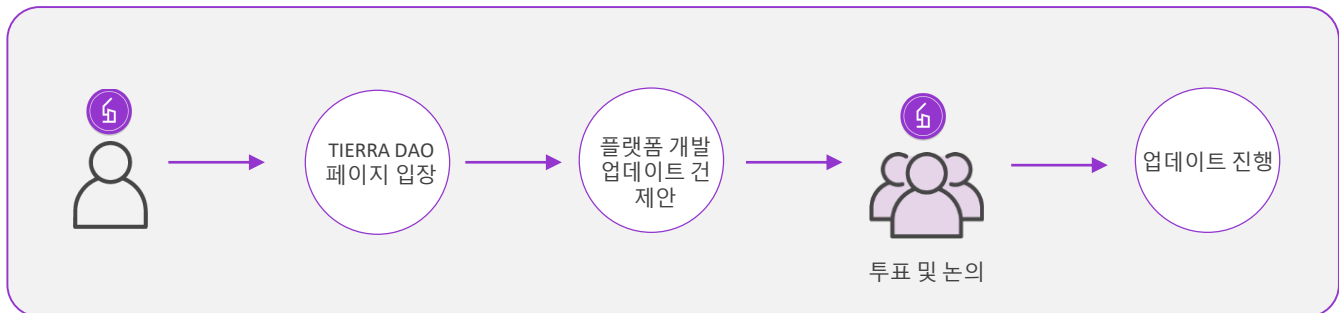 TIERRA DAO
페이지 입장
플랫폼 개발
업데이트 건
제안
투표 및 논의
업데이트 진행